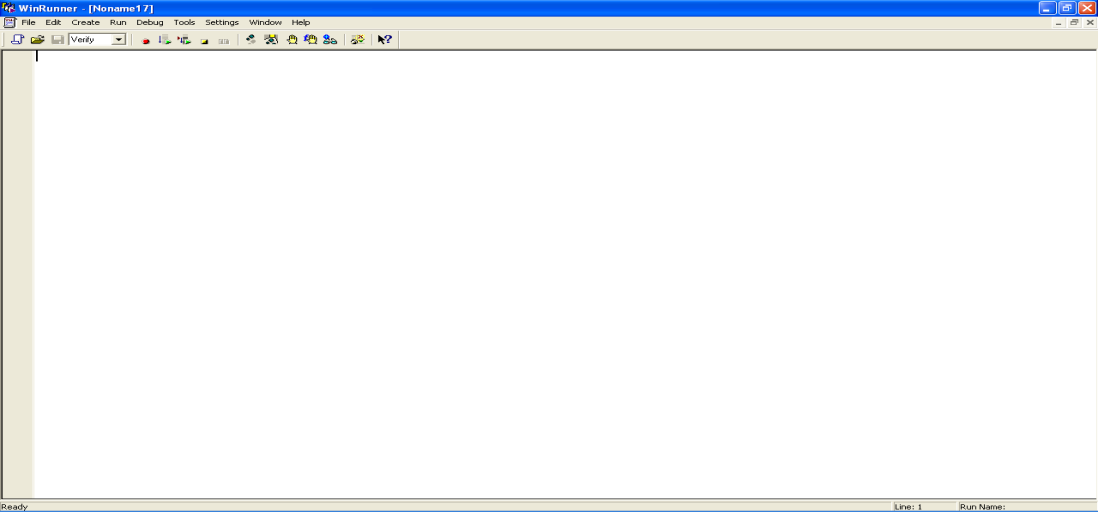 WinRunner - [Noname17]
File Edit Create Run Debug Tools Settings Window Help
Verify
Ready Line: 1 Run Name: